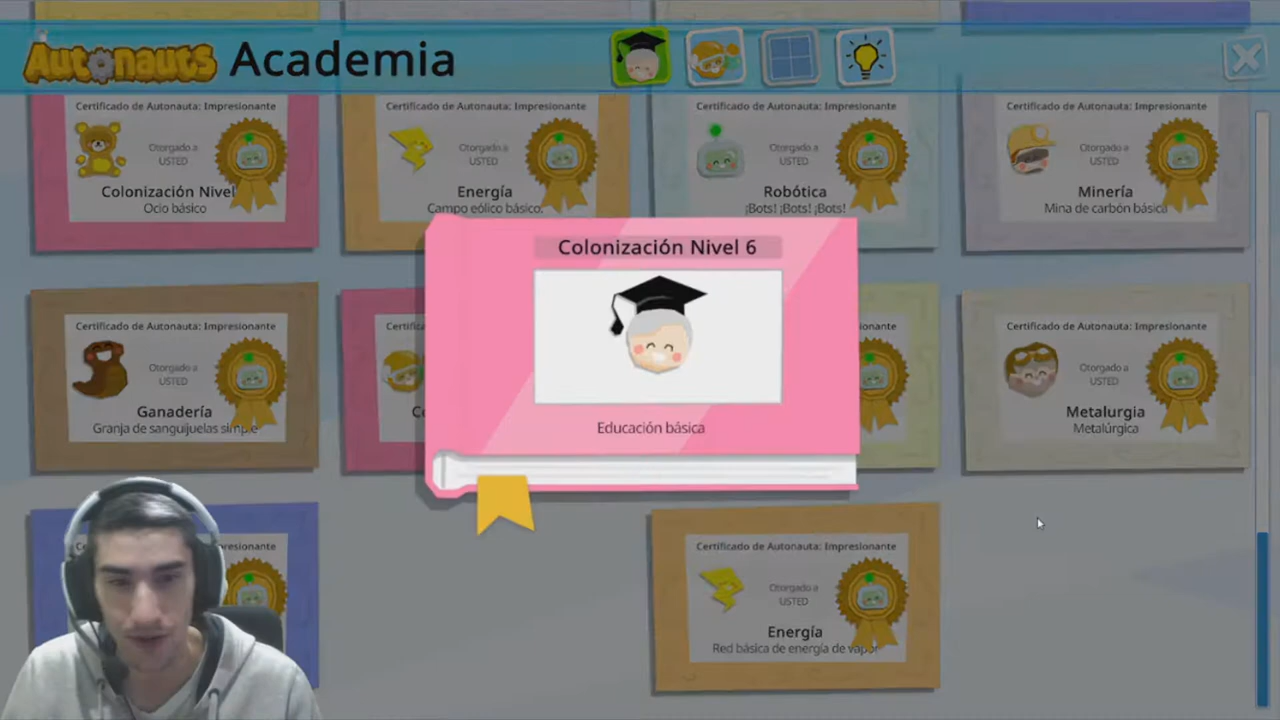 Autonauts Academia
Certificado de Autonauta: Impresionante
Otorgado a
USTED
Colonización Nivel
Ocio básico
Certificado de Autonauta: Impresionante
Otorgado a
USTED
Energía
Campo eólico básico.
Certificado de Autonauta: Impresionante
Otorgado a
USTED
Robótica
¡Bots! ¡Bots! ¡Bots!
Certificado de Autonauta: Impresionante
Otorgado a
USTED
Minería
Mina de carbón básica
Colonización Nivel 6
Educación básica
Certificado de Autonauta: Impresionante
Otorgado a
USTED
Ganadería
Granja de sanguijuelas simple
Certificado de Autonauta: Impresionante
Otorgado a
USTED
Metalurgia
Metalúrgica
Certificado de Autonauta: Impresionante
Otorgado a
USTED
Energía
Red básica de energía de vapor